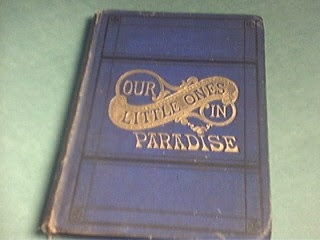 OUR
LITTLE ONES
IN
PARADISE